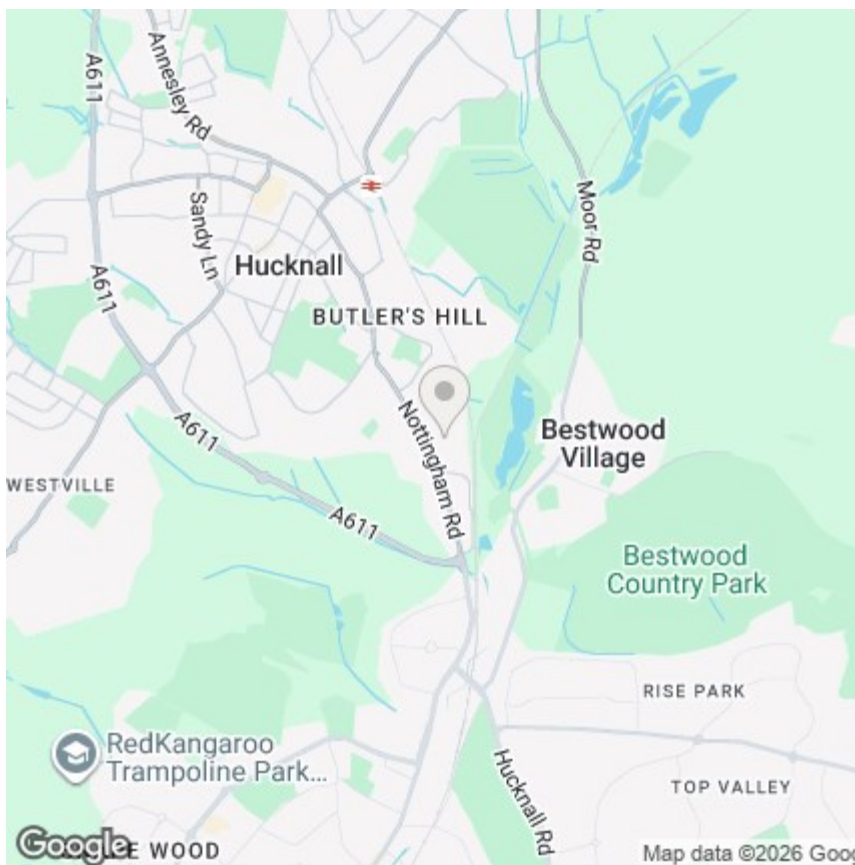 A611
Annesley Rd
Sandy Ln
Moor Rd
Hucknall
A611
BUTLER'S HILL
Nottingham Rd
A611
Bestwood
Village
WESTVILLE
A611
Bestwood
Country Park
RISE PARK
RedKangaroo
Trampoline Park...
Hucknall Rd
TOP VALLEY
Google
WOOD
Map data ©2026 Goog